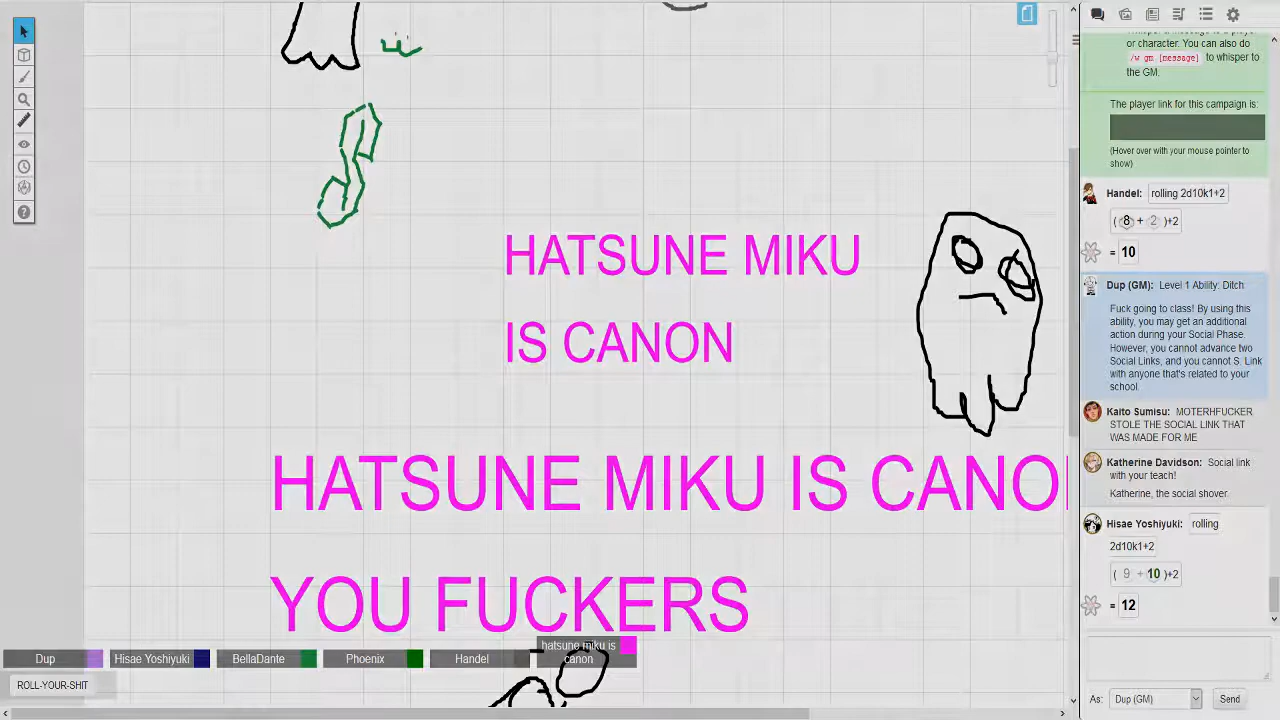 HATSUNE MIKU
IS CANON
HATSUNE MIKU IS CANO
YOU FUCKERS
Dup
Hisae Yoshiyuki
BellaDante
Phoenix
Handel
hatsune miku is
canon
ROLL-YOUR-SHIT
or character. You can also do
/w gm [message] to whisper to
the GM.
The player link for this campaign is:
(Hover over with your mouse pointer to
show)
Handel: rolling 2d10k1+2
(8 + 2)+2
= 10
Dup (GM): Level 1 Ability: Ditch
Fuck going to class! By using this
ability, you may get an additional
action during your Social Phase.
However, you cannot advance two
Social Links, and you cannot S. Link
with anyone that's related to your
school.
Kaito Sumisu: MOTERHFUCKER
STOLE THE SOCIAL LINK THAT
WAS MADE FOR ME
Katherine Davidson: Social link
with your teach!
Katherine, the social shover.
Hisae Yoshiyuki: rolling
2d10k1+2
(9 + 10)+2
= 12
As: Dup (GM) Send